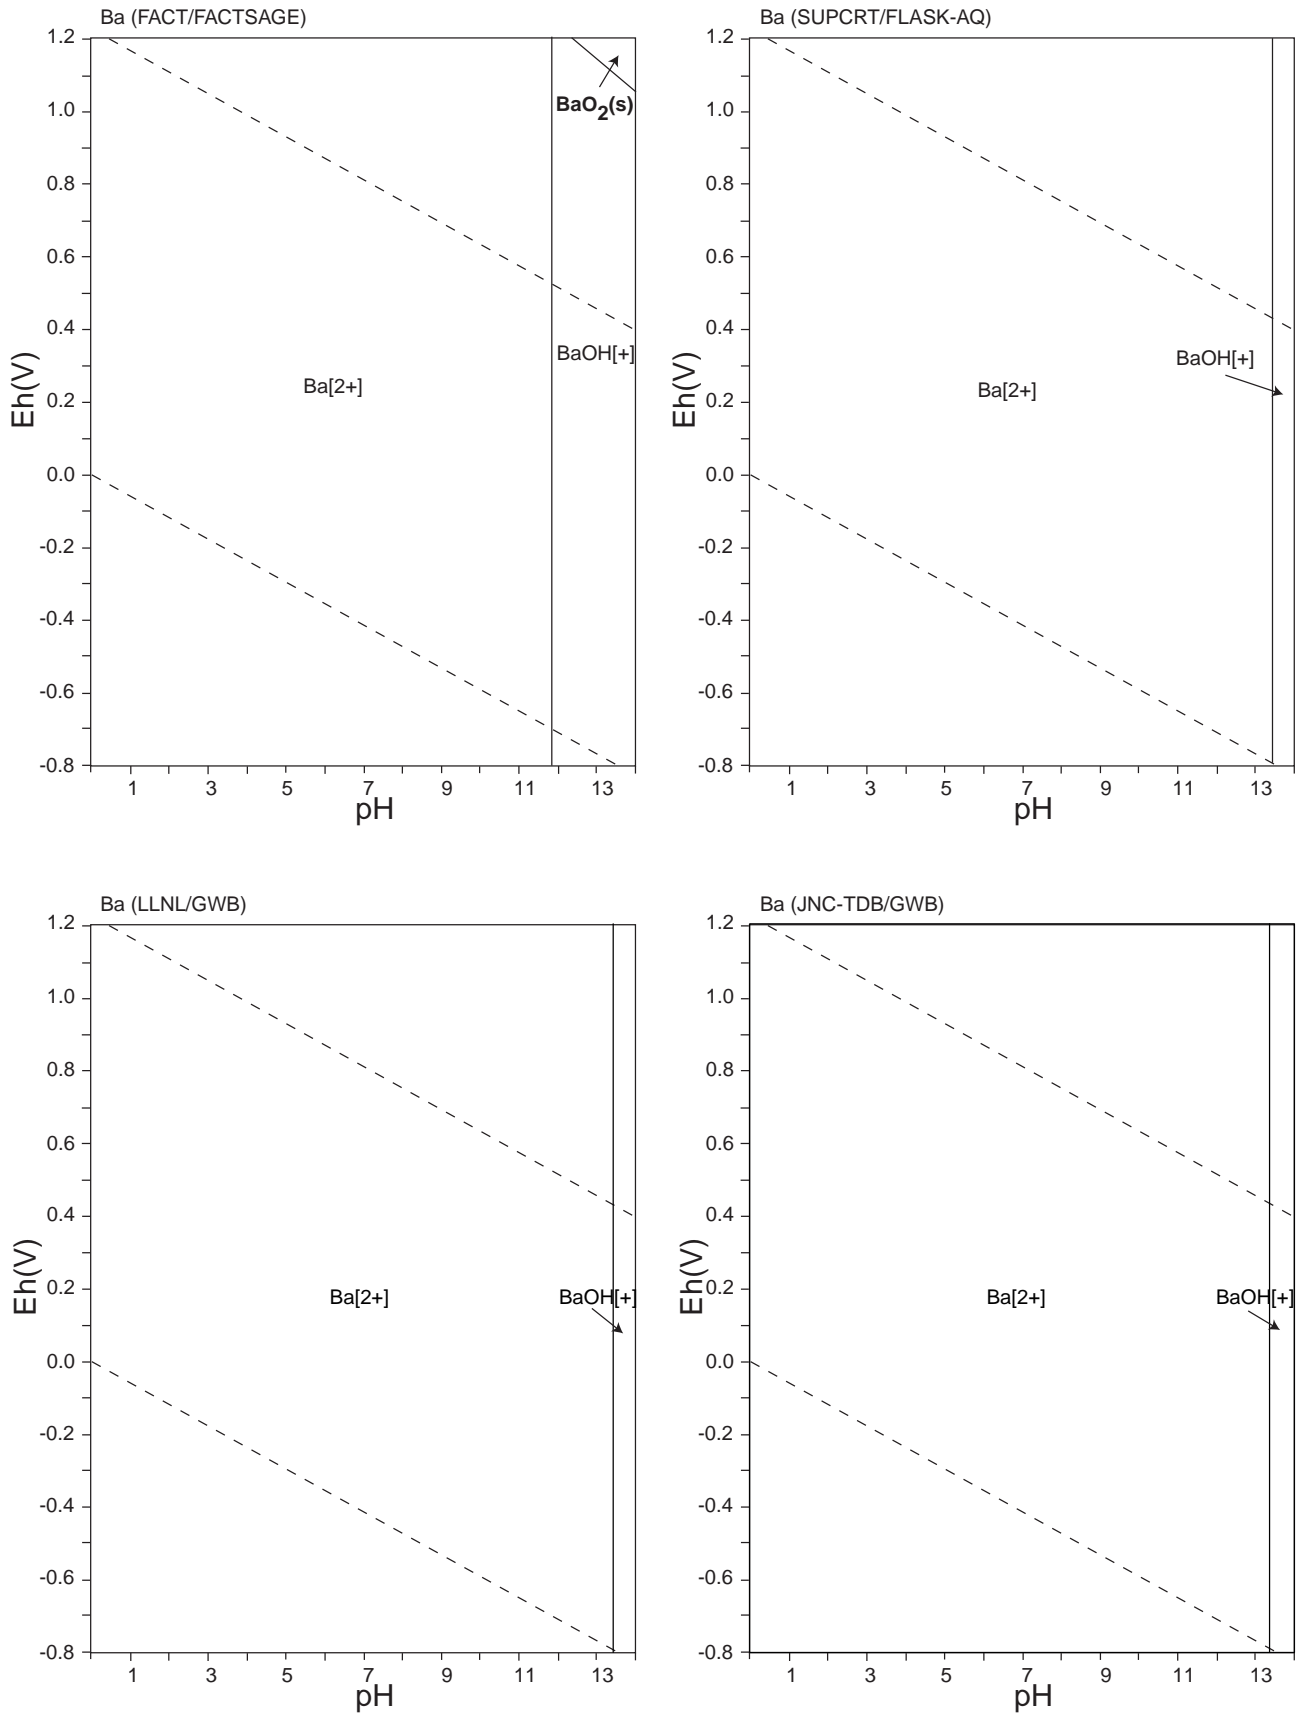 Ba (FACT/FACTSAGE)
1.2
1.0
0.8
0.6
0.4
0.2
0.0
-0.2
-0.4
-0.6
-0.8
Eh(V)
BaO2(s)
BaOH[+]
Ba[2+]
1 3 5 7 9 11 13
pH
Ba (SUPCRT/FLASK-AQ)
1.2
1.0
0.8
0.6
0.4
0.2
0.0
-0.2
-0.4
-0.6
-0.8
Eh(V)
BaOH[+]
Ba[2+]
1 3 5 7 9 11 13
pH
Ba (LLNL/GWB)
1.2
1.0
0.8
0.6
0.4
0.2
0.0
-0.2
-0.4
-0.6
-0.8
Eh(V)
Ba[2+] BaOH[+]
1 3 5 7 9 11 13
pH
Ba (JNC-TDB/GWB)
1.2
1.0
0.8
0.6
0.4
0.2
0.0
-0.2
-0.4
-0.6
-0.8
Eh(V)
Ba[2+] BaOH[+]
1 3 5 7 9 11 13
pH